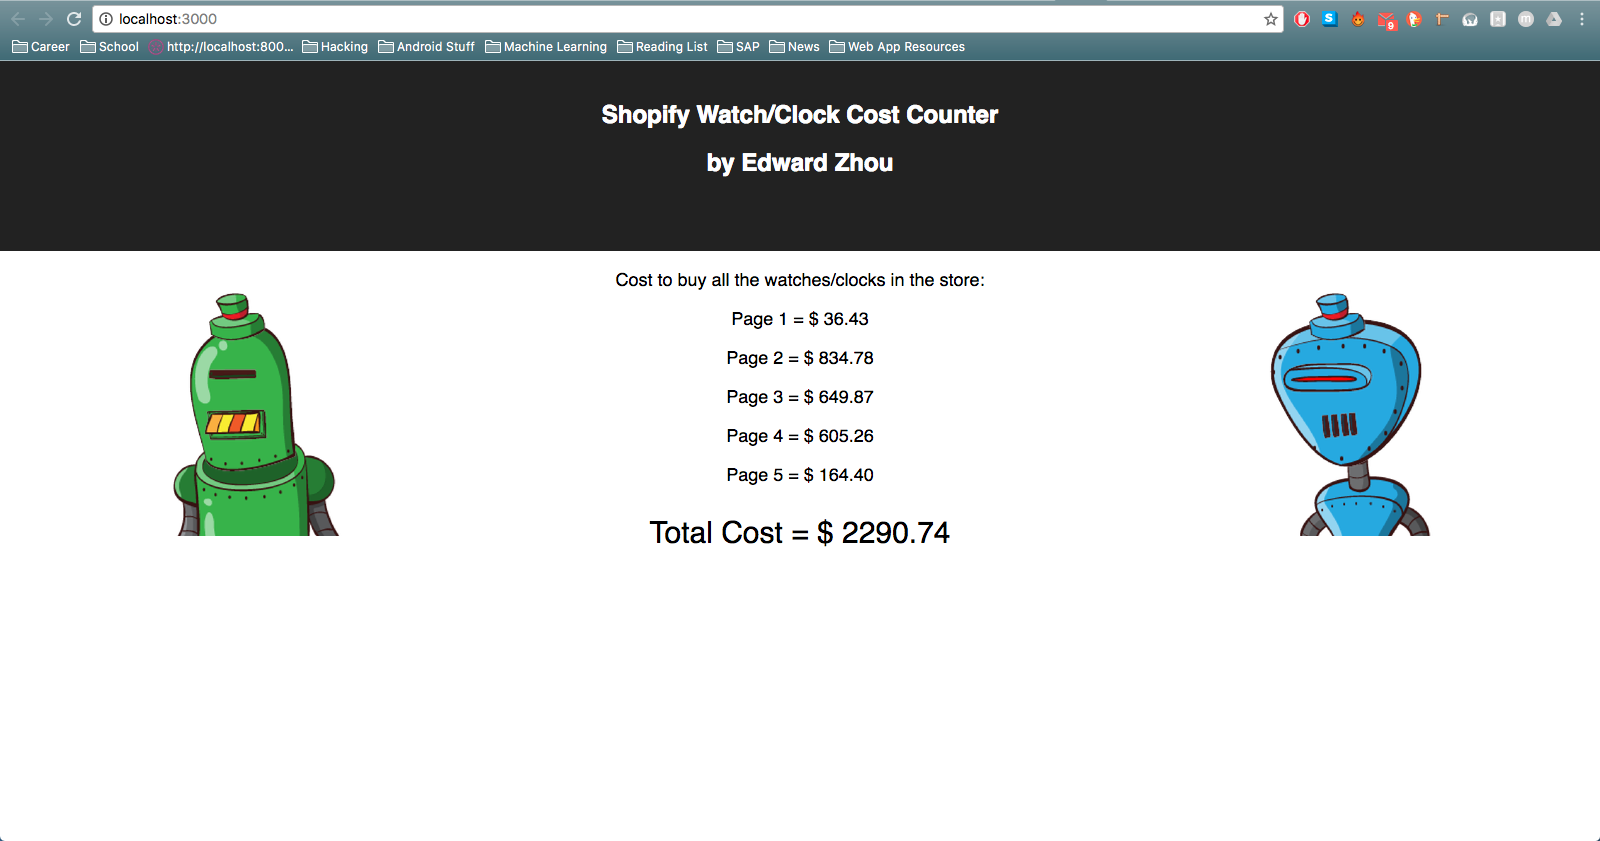 localhost:3000
9
Career School http://localhost:800... Hacking Android Stuff Machine Learning Reading List SAP News Web App Resources
Shopify Watch/Clock Cost Counter
by Edward Zhou
Cost to buy all the watches/clocks in the store:
Page 1 = $ 36.43
Page 2 = $ 834.78
Page 3 = $ 649.87
Page 4 = $ 605.26
Page 5 = $ 164.40
Total Cost = $ 2290.74